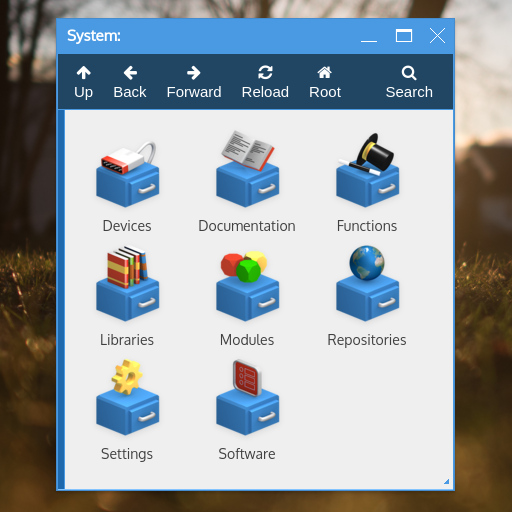 System:
Up Back Forward Reload Root Search
Devices Documentation Functions
Libraries Modules Repositories
Settings Software